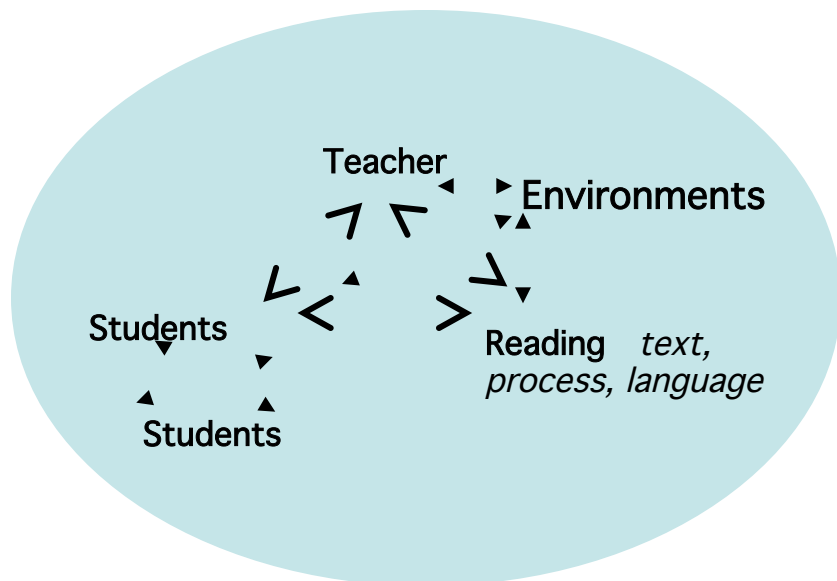 Teacher
Environments
Students
Reading text,
process, language
Students